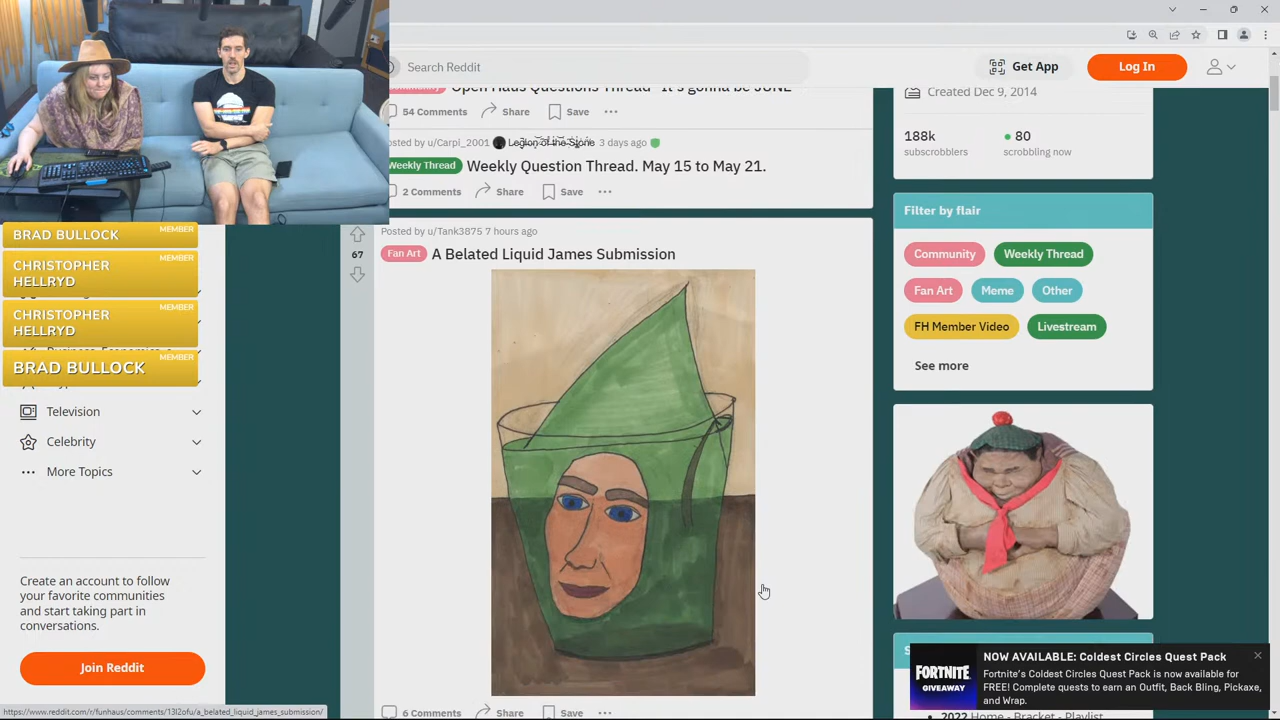 Search Reddit
Get App
Log In
Open Haus Questions Thread "It's gonna be JUNE"
54 Comments
Share
Save
Posted by u/Carpl_2001 Legion of the Stone 3 days ago
Weekly Thread
Weekly Question Thread. May 15 to May 21.
2 Comments
Share
Save
Posted by u/Tank3875 7 hours ago
67
Fan Art
A Belated Liquid James Submission
6 Comments
Share
Save
Created Dec 9, 2014
188k
80
subscrobblers
scrobbling now
Filter by flair
Community
Weekly Thread
Fan Art
Meme
Other
FH Member Video
Livestream
See more
BRAD BULLOCK
MEMBER
CHRISTOPHER
HELLRYD
MEMBER
CHRISTOPHER
HELLRYD
MEMBER
BRAD BULLOCK
MEMBER
Television
Celebrity
More Topics
Create an account to follow
your favorite communities
and start taking part in
conversations.
Join Reddit
https://www.reddit.com/r/funhaus/comments/13l2ofu/a_belated_liquid_james_submission/
FORTNITE
GIVEAWAY
NOW AVAILABLE: Coldest Circles Quest Pack
Fortnite's Coldest Circles Quest Pack is now available for
FREE! Complete quests to earn an Outfit, Back Bling, Pickaxe,
and Wrap.
2022 Home - Bracket - Playlist